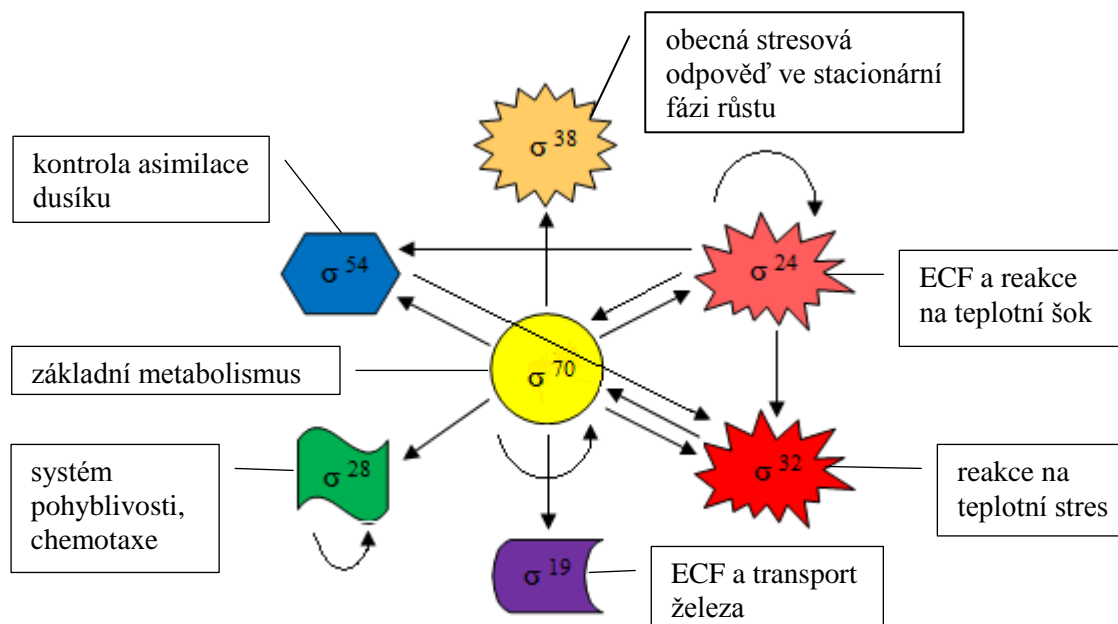 obecná stresová
odpověď ve stacionární
fázi růstu
σ 38
kontrola asimilace
dusíku
σ 54
σ 24
ECF a reakce
na teplotní šok
základní metabolismus
σ 70
systém
pohyblivosti,
chemotaxe
σ 28
σ 32
reakce na
teplotní stres
σ 19
ECF a transport
železa